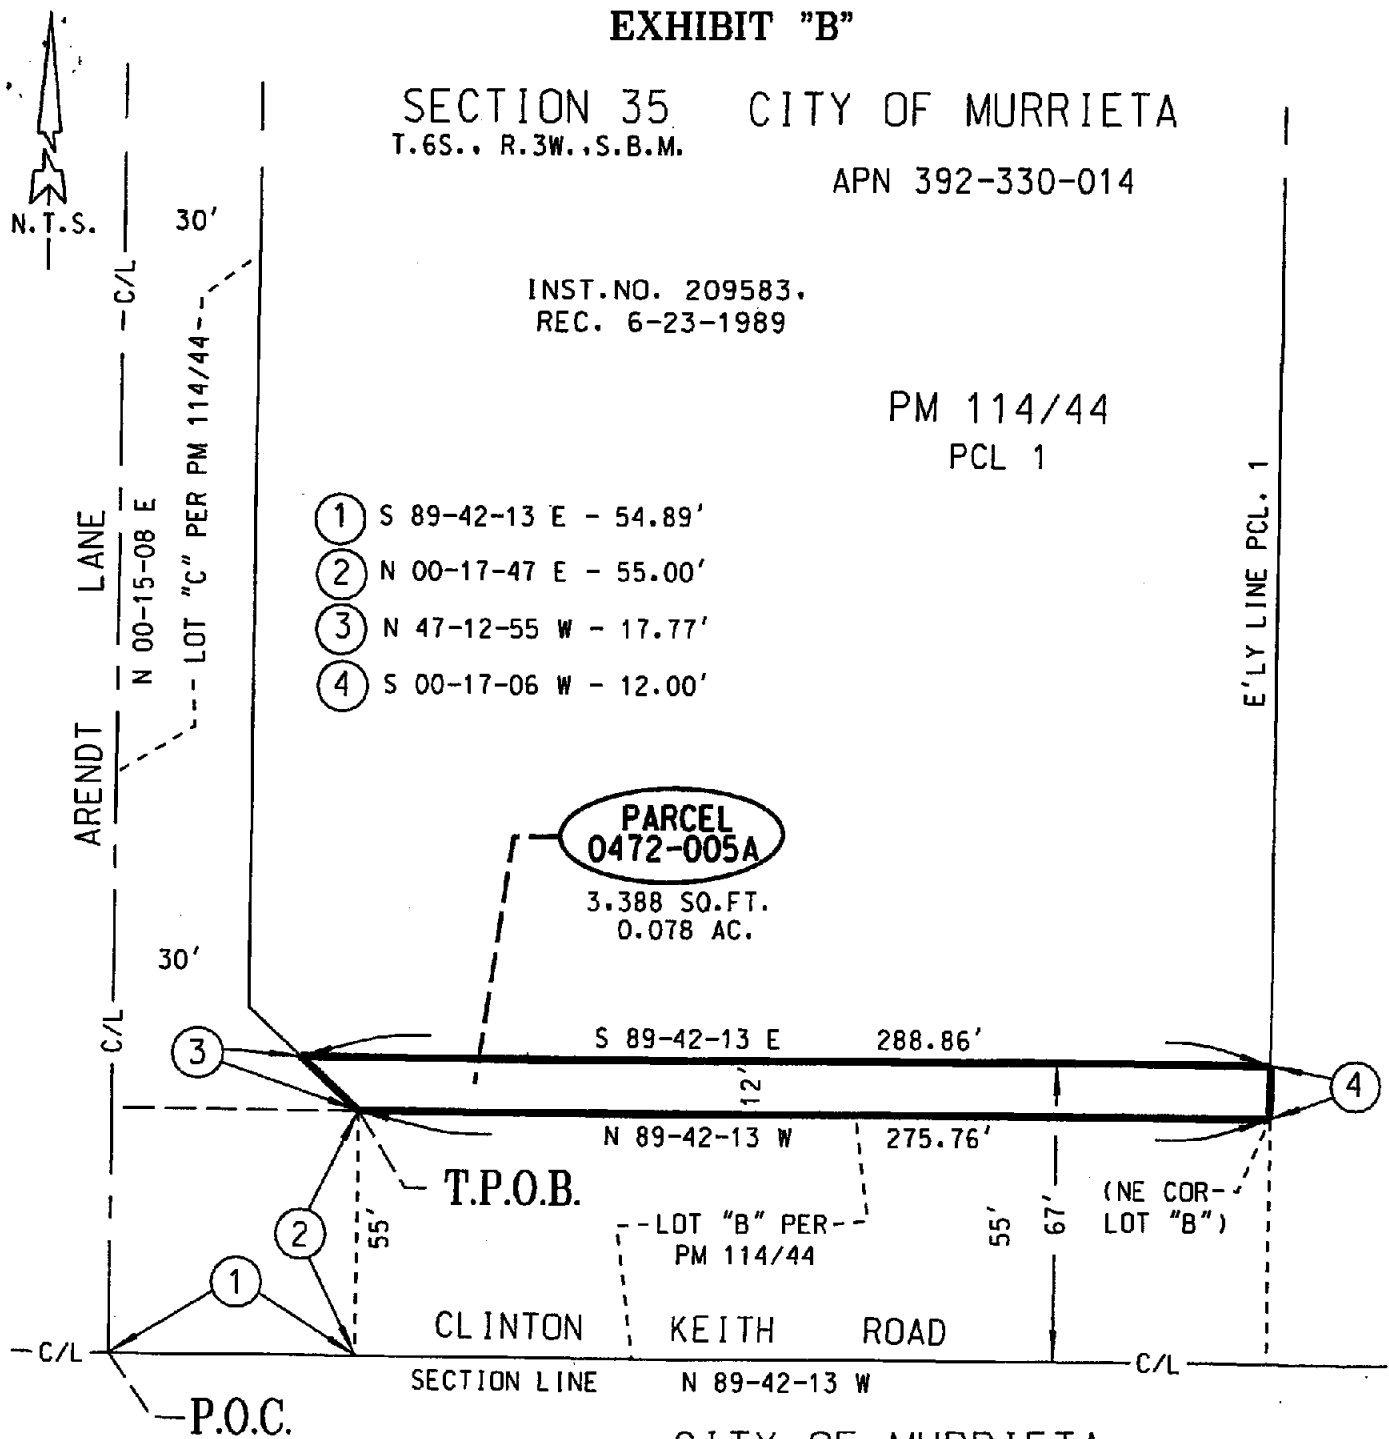 EXHIBIT "B"
SECTION 35 CITY OF MURRIETA
T.6S., R.3W.,S.B.M.
APN 392-330-014
N.T.S.
30'
C/L
INST.NO. 209583,
REC. 6-23-1989
PM 114/44
PCL 1
LOT "C" PER PM 114/44
N 00-15-08 E
ARENDT LANE
E'LY LINE PCL. 1
1 S 89-42-13 E - 54.89'
2 N 00-17-47 E - 55.00'
3 N 47-12-55 W - 17.77'
4 S 00-17-06 W - 12.00'
PARCEL
0472-005A
3.388 SQ.FT.
0.078 AC.
30'
C/L
3
S 89-42-13 E 288.86'
12'
4
N 89-42-13 W 275.76'
T.P.O.B.
55'
2
LOT "B" PER
PM 114/44
55'
67'
(NE COR
LOT "B")
1
CLINTON KEITH ROAD
C/L
C/L
SECTION LINE N 89-42-13 W
P.O.C.
CITY OF MURRIETA